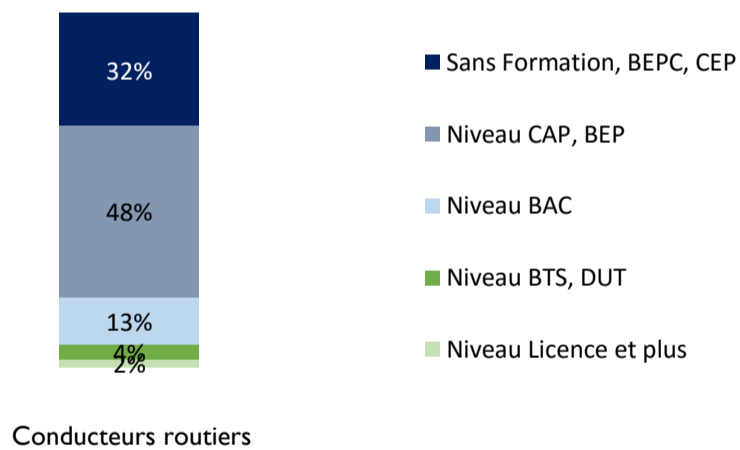 32%
48%
13%
4%
2%
Conducteurs routiers
Sans Formation, BEPC, CEP
Niveau CAP, BEP
Niveau BAC
Niveau BTS, DUT
Niveau Licence et plus